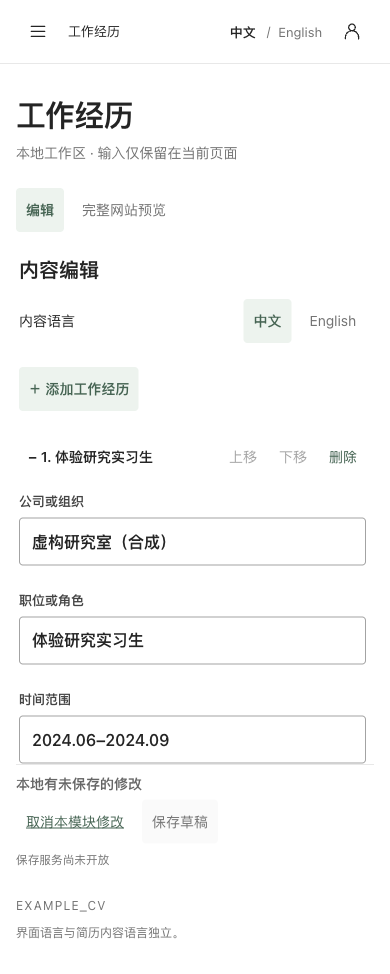 工作经历 中文 / English
工作经历
本地工作区 · 输入仅保留在当前页面
编辑 完整网站预览
内容编辑
内容语言 中文 English
+ 添加工作经历
– 1. 体验研究实习生 上移 下移 删除
公司或组织
虚构研究室（合成）
职位或角色
体验研究实习生
时间范围
2024.06–2024.09
本地有未保存的修改
取消本模块修改 保存草稿
保存服务尚未开放
EXAMPLE_CV
界面语言与简历内容语言独立。